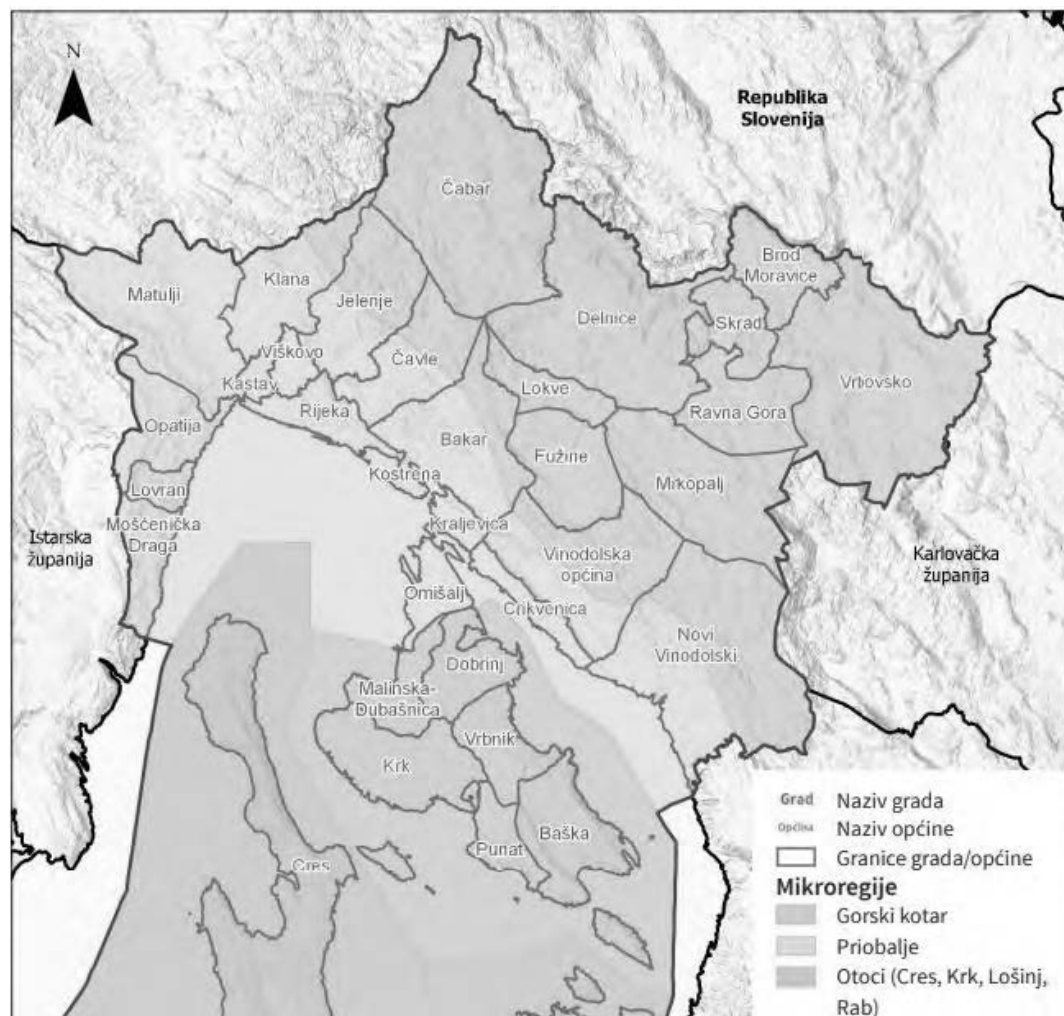 N
Republika
Slovenija
Čabar
Brod
Moravice
Klana
Matulji
Jelenje
Delnice
Skrad
Viškovo
Čavle
Vrbovsko
Kastav
Lokve
Rijeka
Ravna Gora
Opatija
Bakar
Fužine
Kostrena
Mrkopalj
Lovran
Mošćenička
Draga
Kraljevica
Istarska
županija
Vinodolska
općina
Karlovačka
županija
Omišalj
Crikvenica
Novi
Vinodolski
Dobrinj
Malinska-
Dubašnica
Vrbnik
Krk
Baška
Punat
Cres
Grad Naziv grada
Općina Naziv općine
Granice grada/općine
Mikroregije
Gorski kotar
Priobalje
Otoci (Cres, Krk, Lošinj,
Rab)